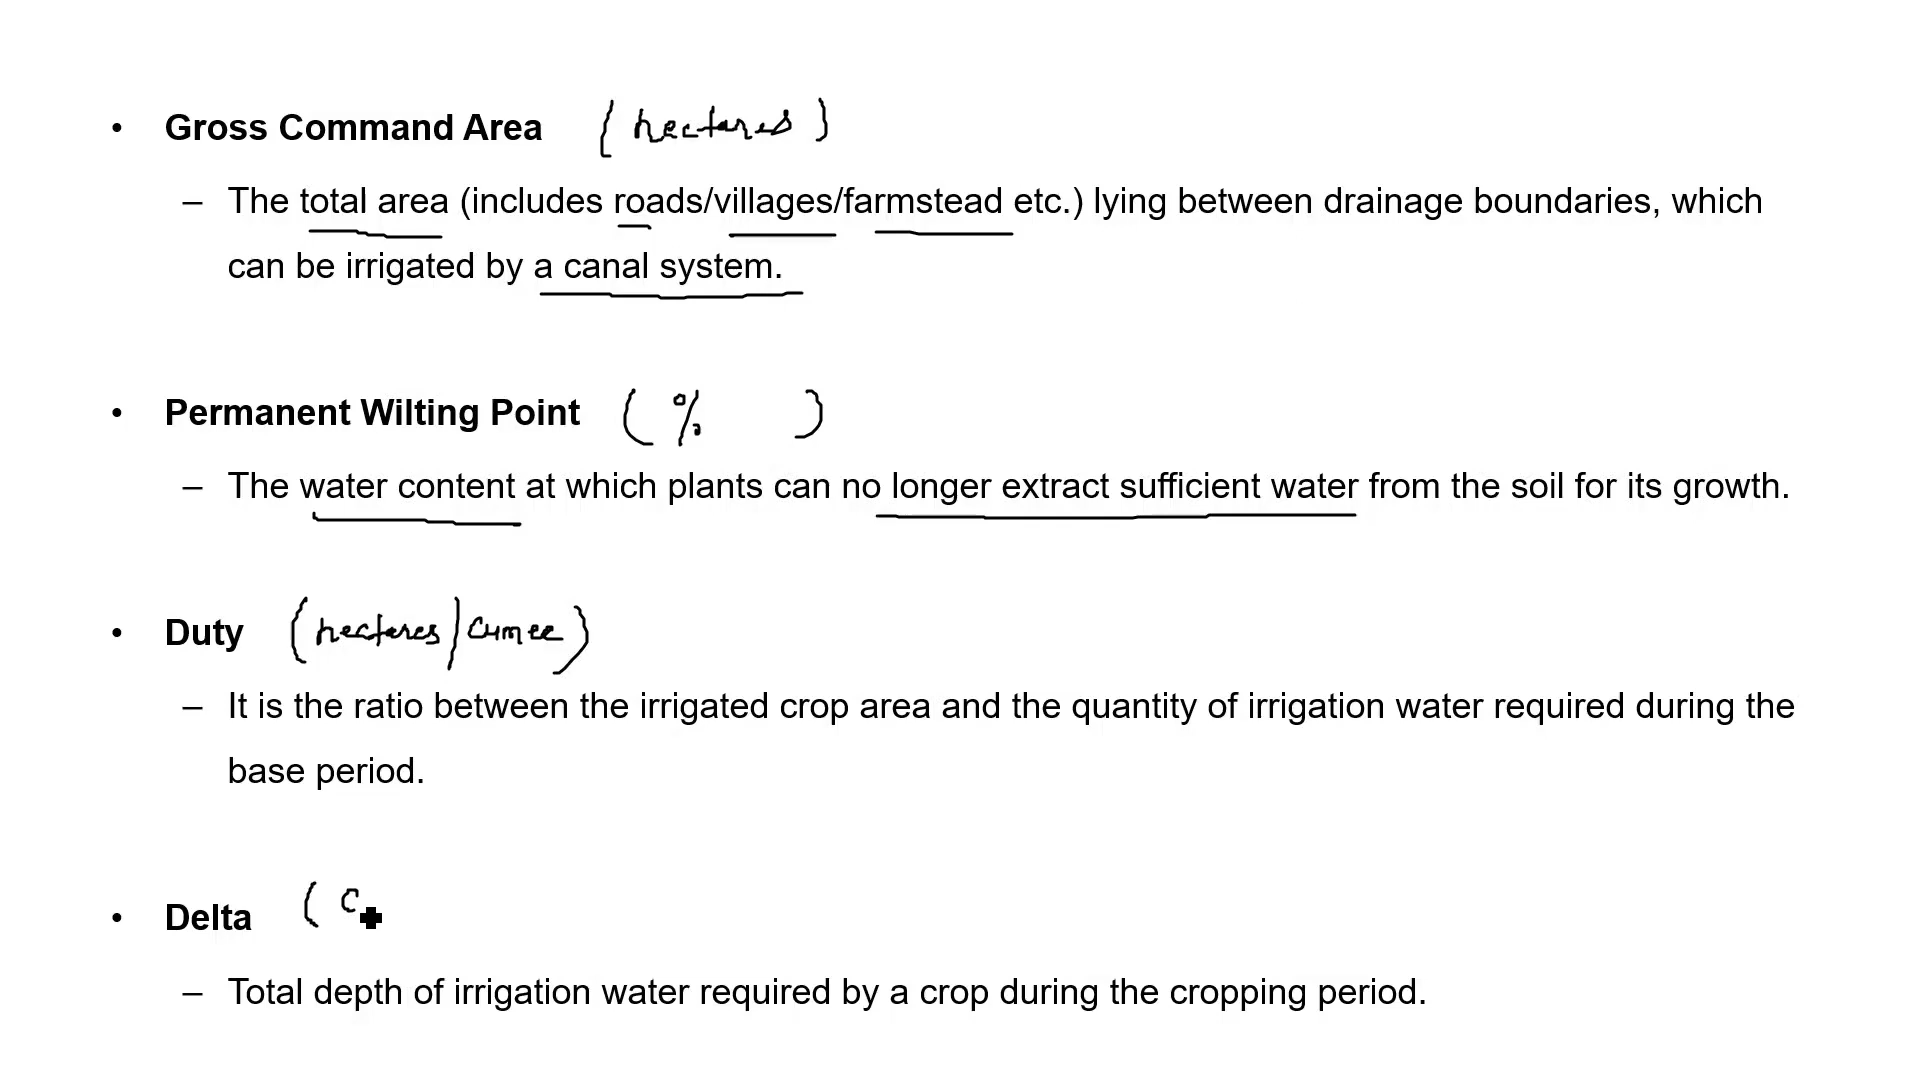 • Gross Command Area (hectares)
– The total area (includes roads/villages/farmstead etc.) lying between drainage boundaries, which
can be irrigated by a canal system.
• Permanent Wilting Point ( % )
– The water content at which plants can no longer extract sufficient water from the soil for its growth.
• Duty (hectares/cumec)
– It is the ratio between the irrigated crop area and the quantity of irrigation water required during the
base period.
• Delta ( c
– Total depth of irrigation water required by a crop during the cropping period.